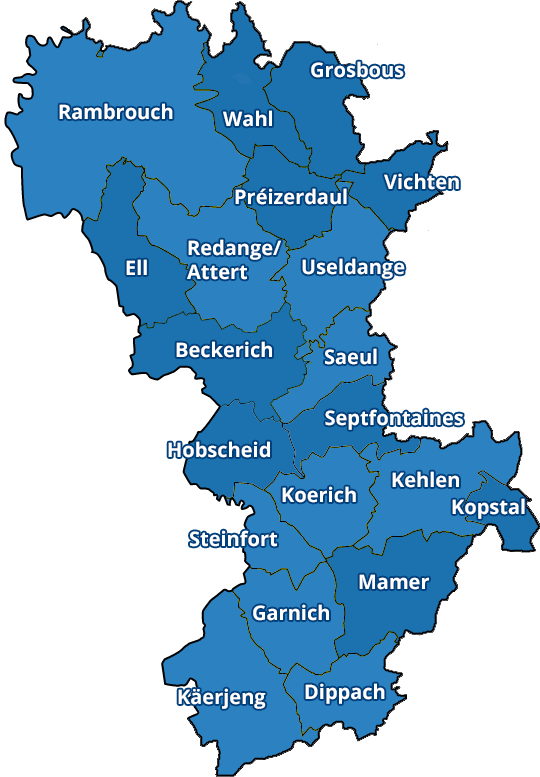 Grosbous
Rambrouch
Wahl
Vichten
Préizerdaul
Redange/
Attert
Ell
Useldange
Beckerich
Saeul
Septfontaines
Hobscheid
Kehlen
Koerich
Kopstal
Steinfort
Mamer
Garnich
Dippach
Käerjeng